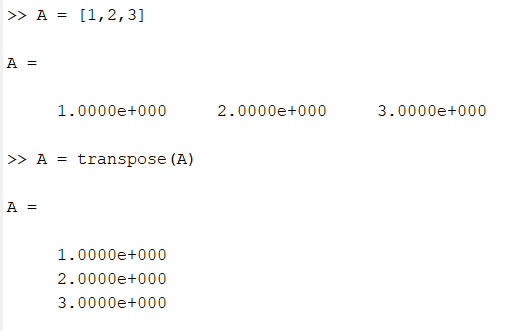 >> A = [1,2,3]
A =
1.0000e+000 2.0000e+000 3.0000e+000
>> A = transpose(A)
A =
1.0000e+000
2.0000e+000
3.0000e+000